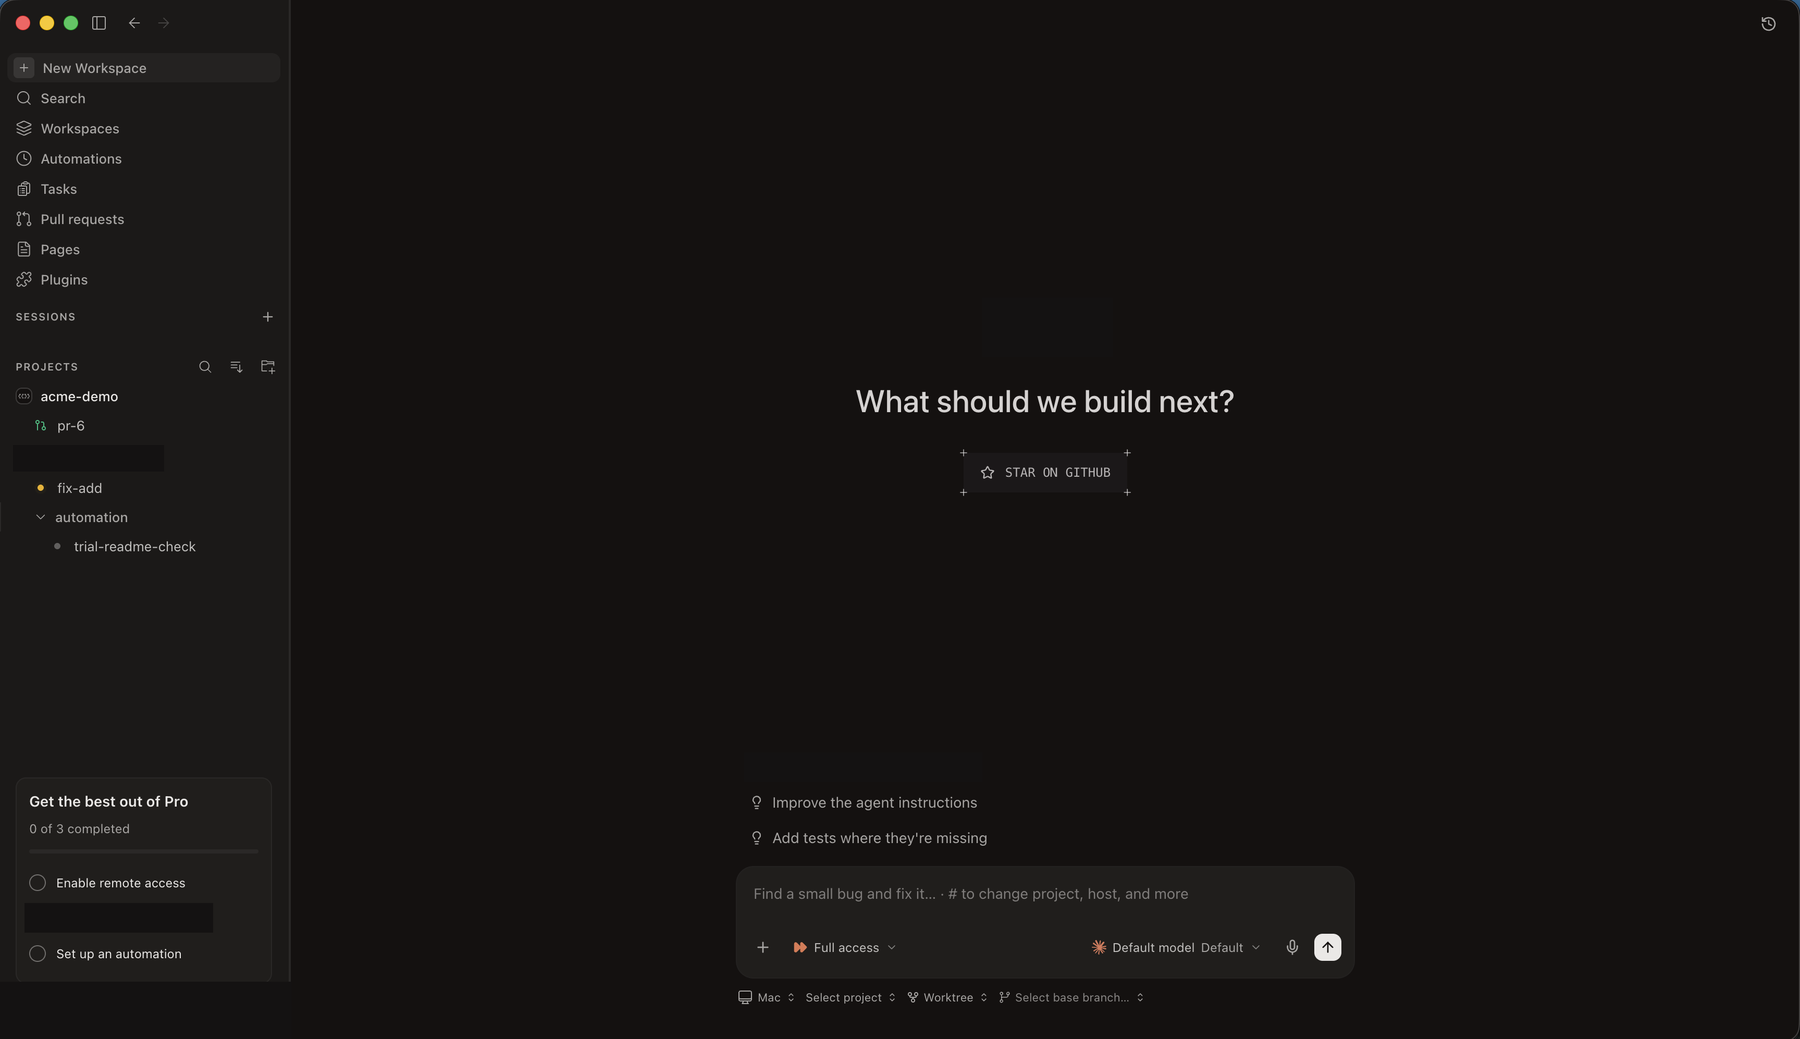 New Workspace
Search
Workspaces
Automations
Tasks
Pull requests
Pages
Plugins
SESSIONS
PROJECTS
acme-demo
pr-6
fix-add
automation
trial-readme-check
Get the best out of Pro
0 of 3 completed
Enable remote access
Set up an automation
What should we build next?
STAR ON GITHUB
Improve the agent instructions
Add tests where they're missing
Find a small bug and fix it... · # to change project, host, and more
Full access Default model Default
Mac Select project Worktree Select base branch...